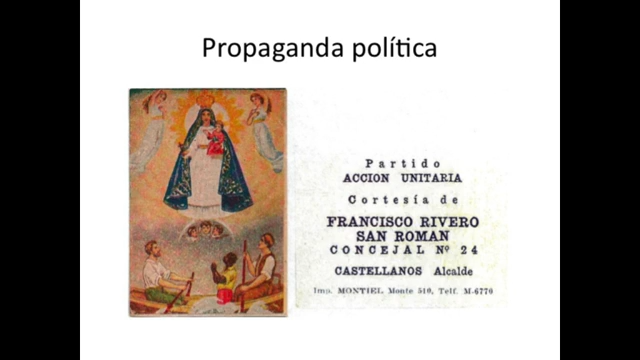 Propaganda política
Partido
ACCION UNITARIA
Cortesía de
FRANCISCO RIVERO
SAN ROMAN
CONCEJAL Nº 24
CASTELLANOS Alcalde
Imp. MONTIEL Monte 510, Telf. M-6770